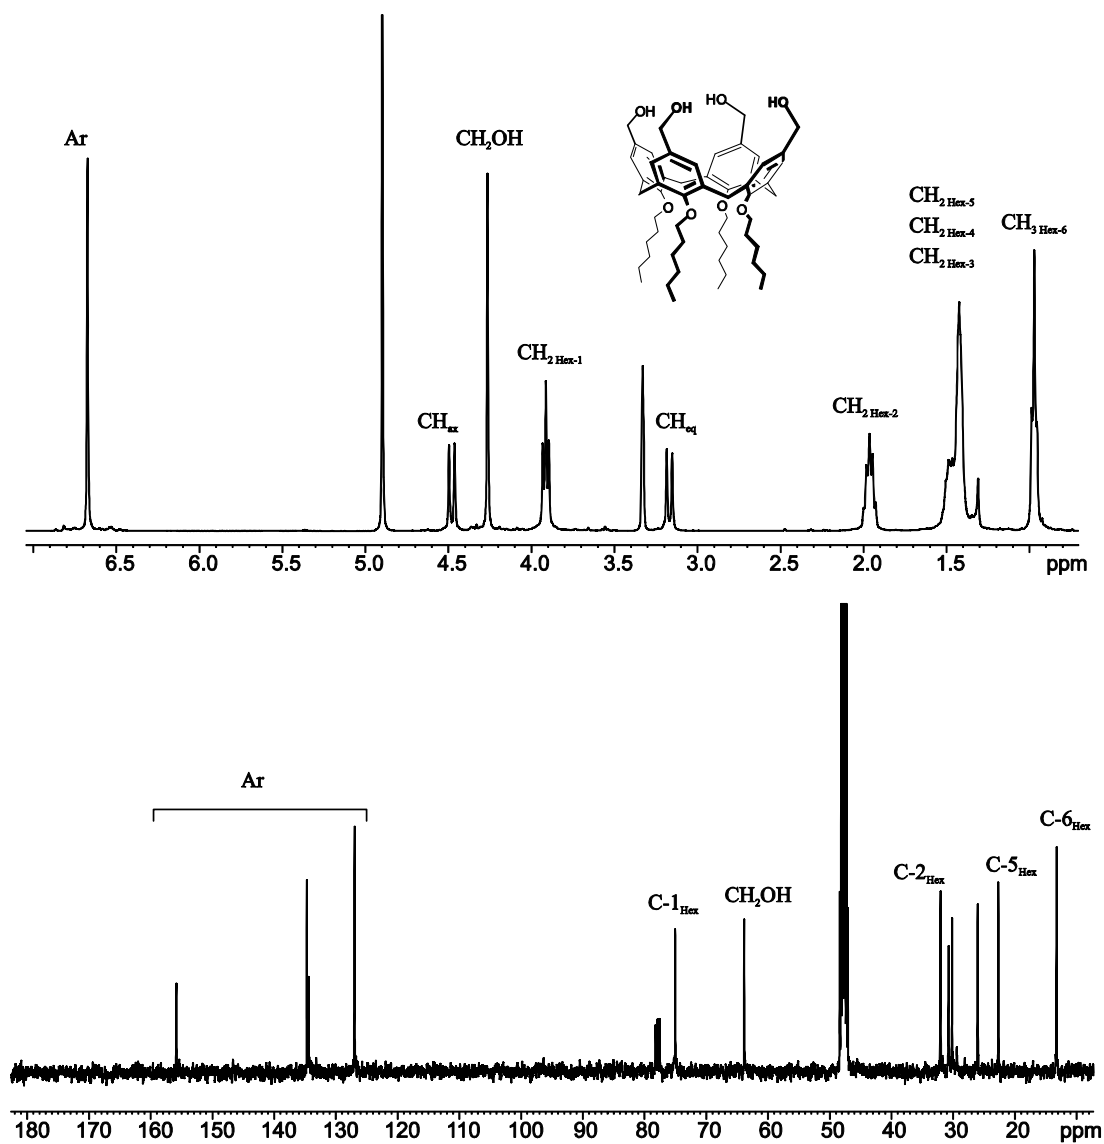 HO
OH
OH
HO
Ar
CH2OH
CH2 Hex-5
CH2 Hex-4
CH3 Hex-6
CH2 Hex-3
O
O
O
O
CH2 Hex-1
CHax
CHeq
CH2 Hex-2
6.5 6.0 5.5 5.0 4.5 4.0 3.5 3.0 2.0 1.5 ppm
Ar
C-6Hex
C-5Hex
C-2Hex
CH2OH
C-1Hex
180 170 160 150 140 130 120 110 100 90 80 70 60 50 40 30 20 ppm